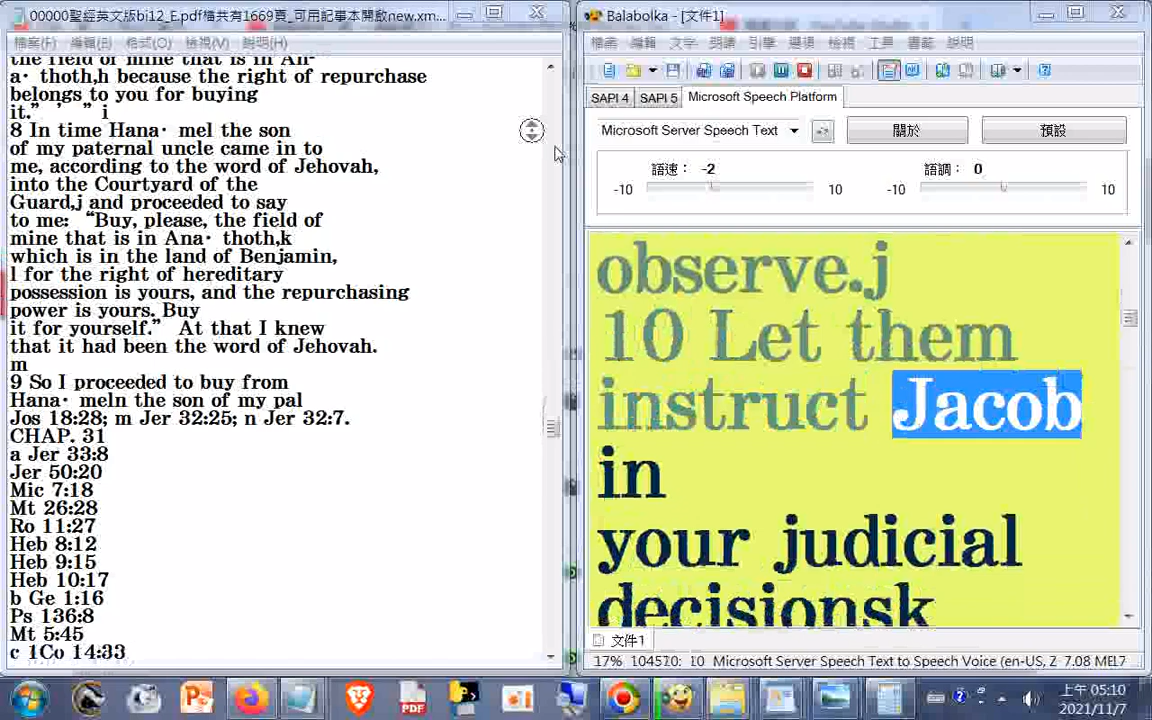 00000聖經英文版bi12_E.pdf檔共有1669頁_可用記事本開啟new.xm...
檔案(F) 編輯(E) 格式(O) 檢視(V) 說明(H)
the field of mine that is in An-
a· thoth,h because the right of repurchase
belongs to you for buying
it.” ’ ” i
8 In time Hana· mel the son
of my paternal uncle came in to
me, according to the word of Jehovah,
into the Courtyard of the
Guard,j and proceeded to say
to me: “Buy, please, the field of
mine that is in Ana· thoth,k
which is in the land of Benjamin,
l for the right of hereditary
possession is yours, and the repurchasing
power is yours. Buy
it for yourself.” At that I knew
that it had been the word of Jehovah.
m
9 So I proceeded to buy from
Hana· meln the son of my pal
Jos 18:28; m Jer 32:25; n Jer 32:7.
CHAP. 31
a Jer 33:8
Jer 50:20
Mic 7:18
Mt 26:28
Ro 11:27
Heb 8:12
Heb 9:15
Heb 10:17
b Ge 1:16
Ps 136:8
Mt 5:45
c 1Co 14:33
Balabolka - [文件1]
檔案 編輯 文字 朗讀 引擎 選項 檢視 工具 書籤 說明
SAPI 4 SAPI 5 Microsoft Speech Platform
Microsoft Server Speech Text 關於 預設
語速： -2 語調： 0
-10 10 -10 10
observe.j
10 Let them
instruct Jacob
in
your judicial
decisionsk
文件1
17% 104570: 10 Microsoft Server Speech Text to Speech Voice (en-US, Z 7.08 ME17
PDF
上午 05:10
2021/11/7